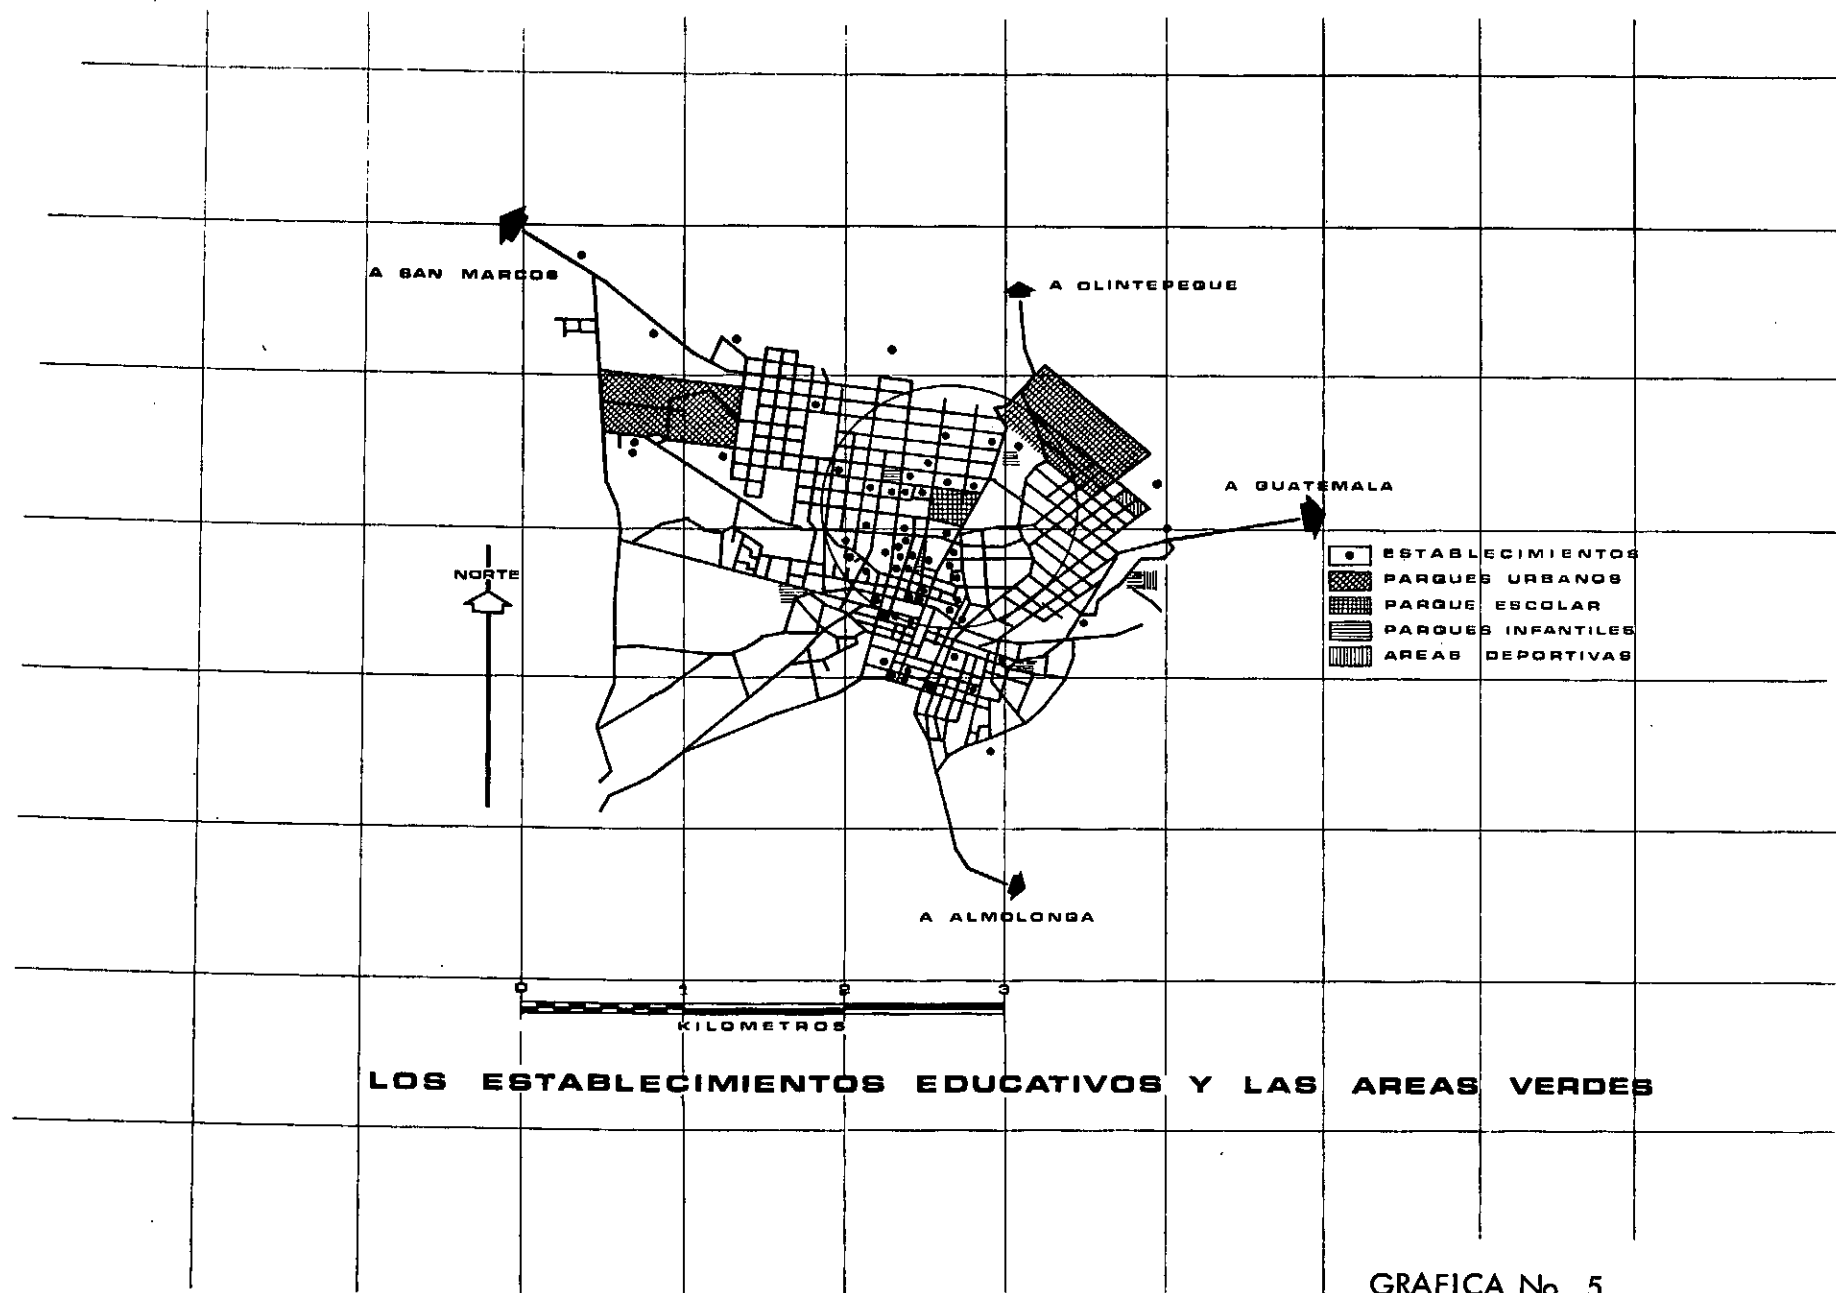 A SAN MARCOS
A OLINTEPEQUE
A GUATEMALA
NORTE
ESTABLECIMIENTOS
PARQUES URBANOS
PARQUE ESCOLAR
PARQUES INFANTILES
AREAS DEPORTIVAS
A ALMOLONGA
0 1 2 3
KILOMETROS
LOS ESTABLECIMIENTOS EDUCATIVOS Y LAS AREAS VERDES
GRAFICA No 5